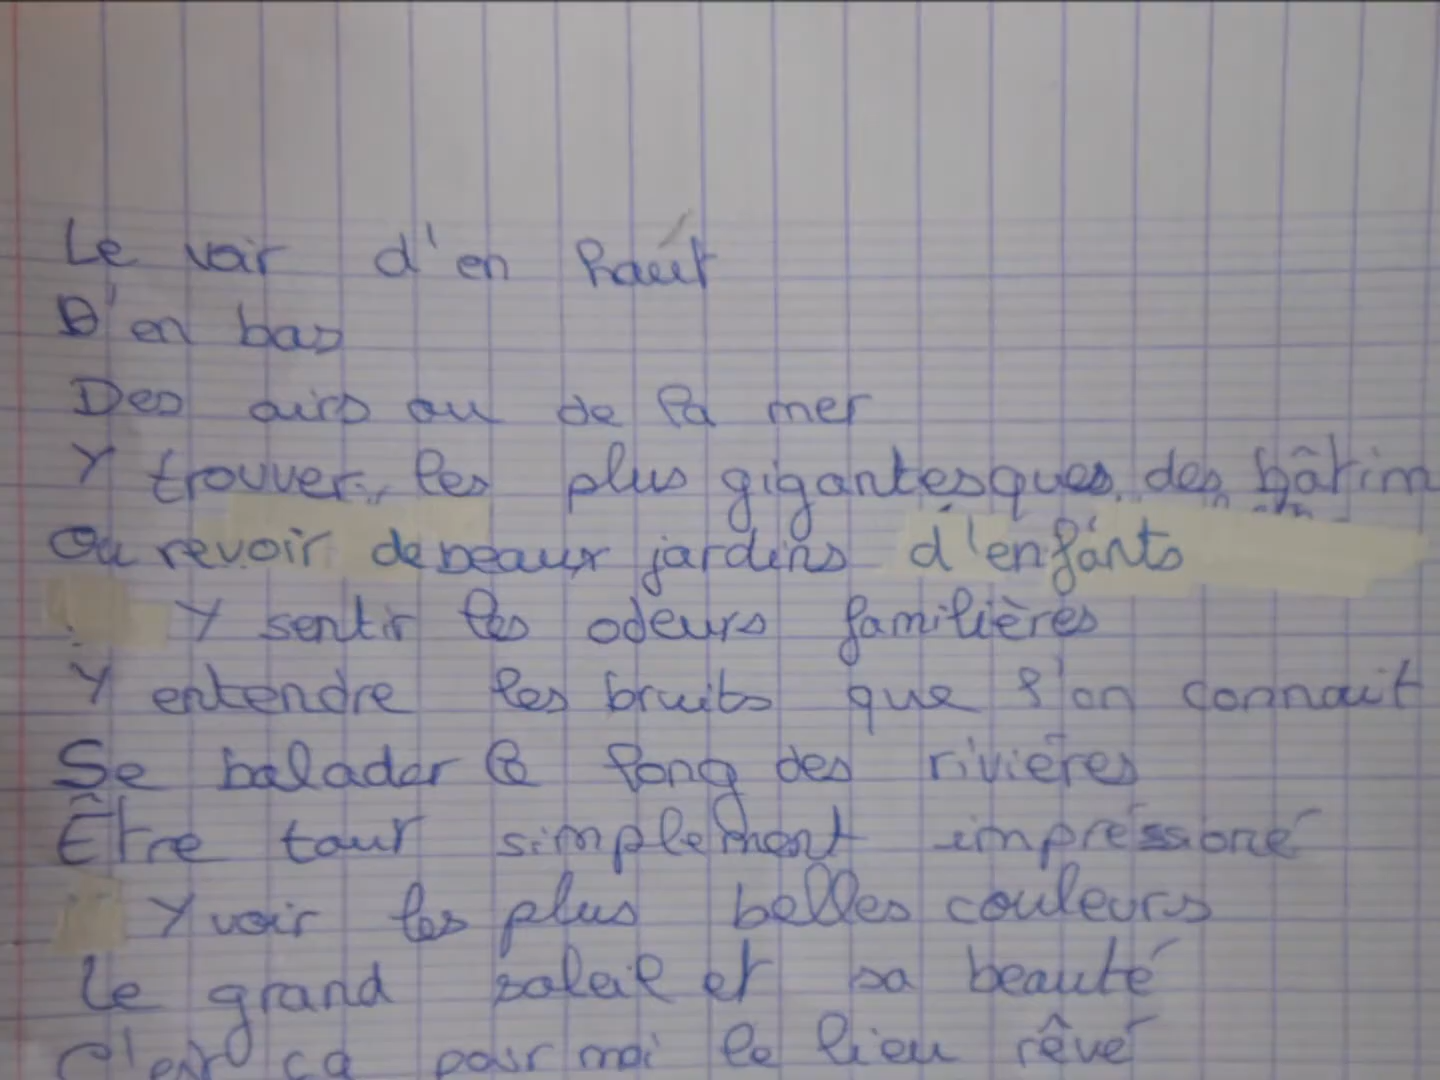 Le voir d'en haut
D'en bas
Des airs ou de la mer
Y trouver les plus gigantesques des bâtim
Ou revoir de beaux jardins d'enfants
Y sentir les odeurs familières
Y entendre les bruits que l'on connait
Se balader le long des rivières
Être tout simplement impréssioné
Y voir les plus belles couleurs
Le grand soleil et sa beauté
C'est ça pour moi le lieu rêvé